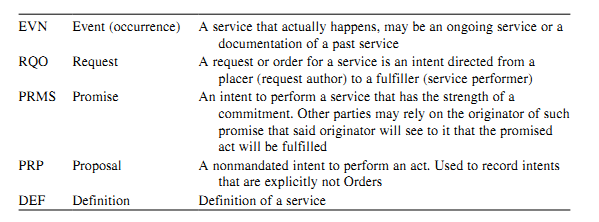 EVN Event (occurrence) A service that actually happens, may be an ongoing service or a
documentation of a past service
RQO Request A request or order for a service is an intent directed from a
placer (request author) to a fulfiller (service performer)
PRMS Promise An intent to perform a service that has the strength of a
commitment. Other parties may rely on the originator of such
promise that said originator will see to it that the promised
act will be fulfilled
PRP Proposal A nonmandated intent to perform an act. Used to record intents
that are explicitly not Orders
DEF Definition Definition of a service